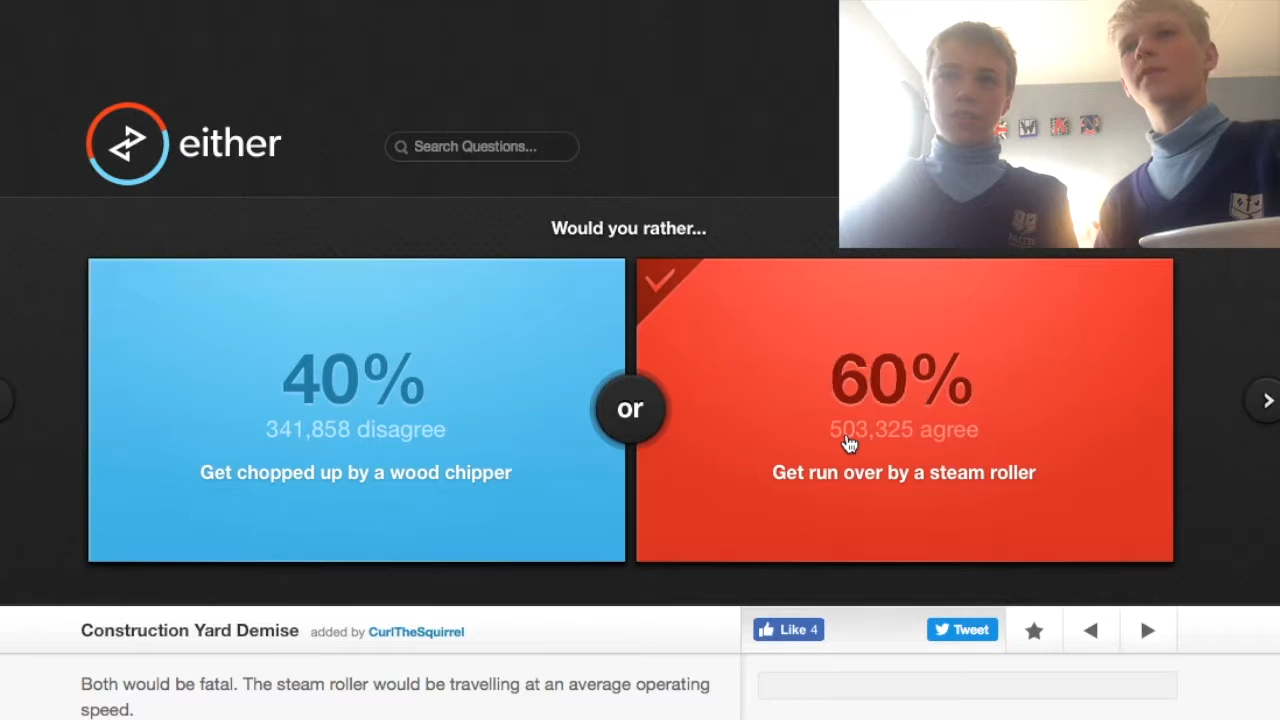 either
Search Questions...
Would you rather...
40%
341,858 disagree
Get chopped up by a wood chipper
or
60%
503,325 agree
Get run over by a steam roller
Construction Yard Demise added by CurlTheSquirrel
Like 4
Tweet
Both would be fatal. The steam roller would be travelling at an average operating
speed.